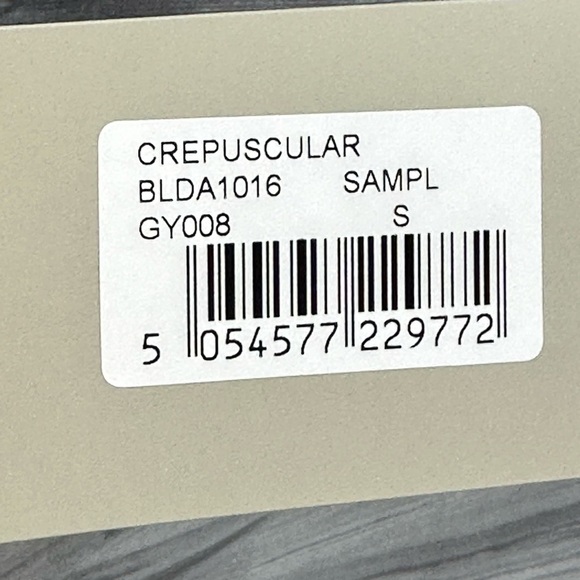 CREPUSCULAR
BLDA1016 SAMPL
GY008 S
5 054577 229772